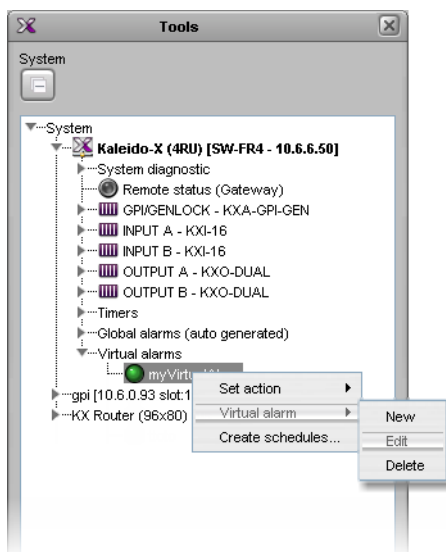 Tools
System
System
Kaleido-X (4RU) [SW-FR4 - 10.6.6.50]
System diagnostic
Remote status (Gateway)
GPI/GENLOCK - KXA-GPI-GEN
INPUT A - KXI-16
INPUT B - KXI-16
OUTPUT A - KXO-DUAL
OUTPUT B - KXO-DUAL
Timers
Global alarms (auto generated)
Virtual alarms
gpi [10.6.0.93 slot:1
KX Router (96x80)
Set action
Virtual alarm
Create schedules...
New
Edit
Delete